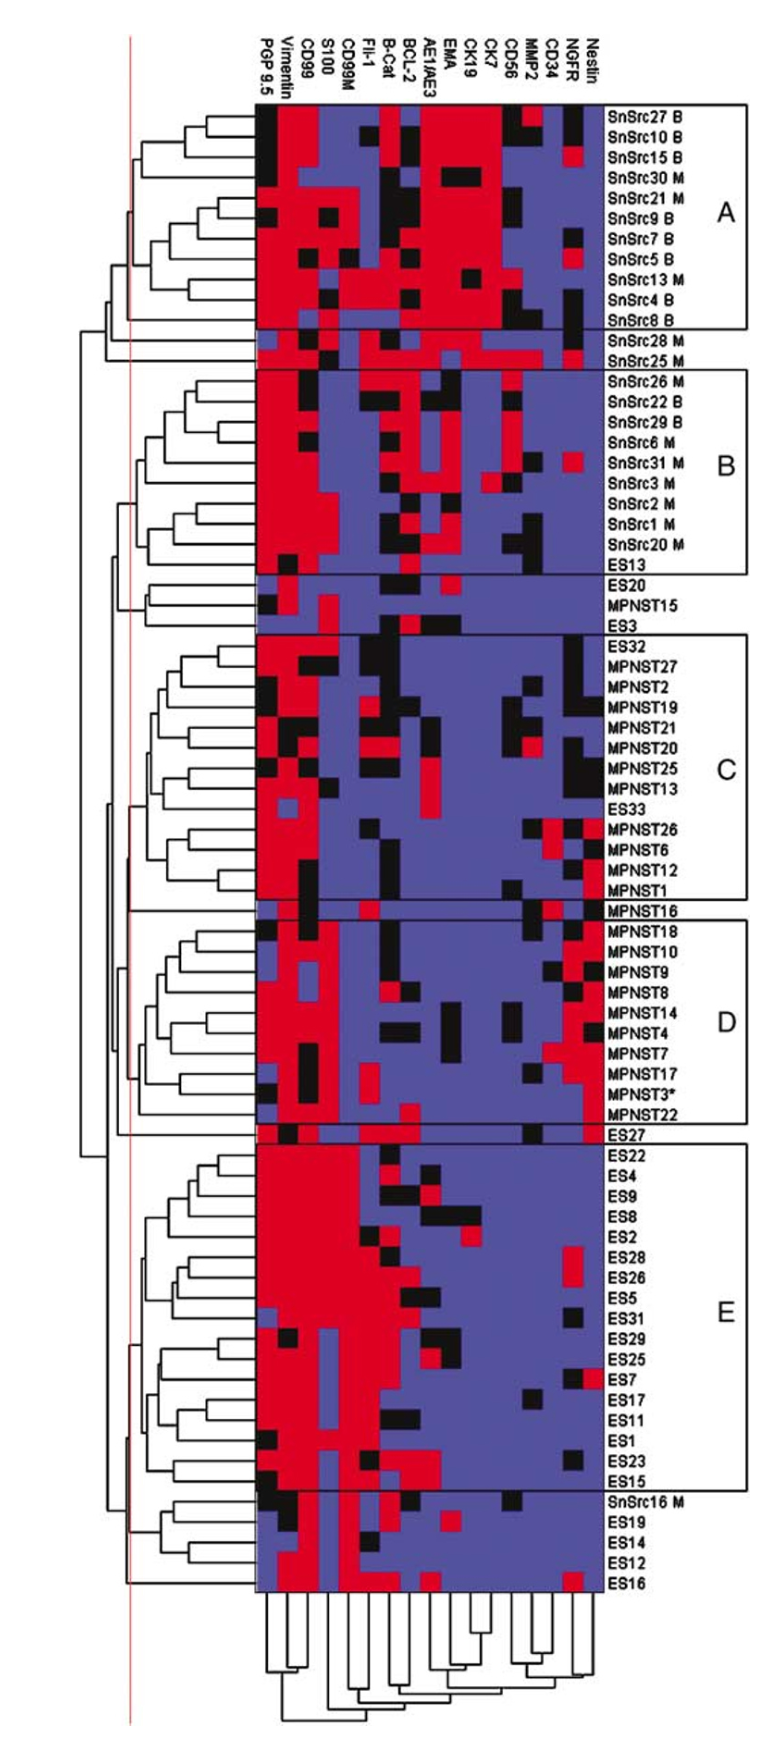 PGP 9.5
Vimentin
CD99
S100
CD99M
Fli-1
B-Cat
BCL-2
AE1/AE3
EMA
CK19
CK7
CD56
MMP2
CD34
NGFR
Nestin
SnSrc27 B
SnSrc10 B
SnSrc15 B
SnSrc30 M
SnSrc21 M
SnSrc9 B
A
SnSrc7 B
SnSrc5 B
SnSrc13 M
SnSrc4 B
SnSrc8 B
SnSrc28 M
SnSrc25 M
SnSrc26 M
SnSrc22 B
SnSrc29 B
SnSrc6 M
SnSrc31 M
B
SnSrc3 M
SnSrc2 M
SnSrc1 M
SnSrc20 M
ES13
ES20
MPNST15
ES3
ES32
MPNST27
MPNST2
MPNST19
MPNST21
MPNST20
MPNST25
C
MPNST13
ES33
MPNST26
MPNST6
MPNST12
MPNST1
MPNST16
MPNST18
MPNST10
MPNST9
MPNST8
MPNST14
D
MPNST4
MPNST7
MPNST17
MPNST3*
MPNST22
ES27
ES22
ES4
ES9
ES8
ES2
ES28
ES26
ES5
ES31
E
ES29
ES25
ES7
ES17
ES11
ES1
ES23
ES15
SnSrc16 M
ES19
ES14
ES12
ES16